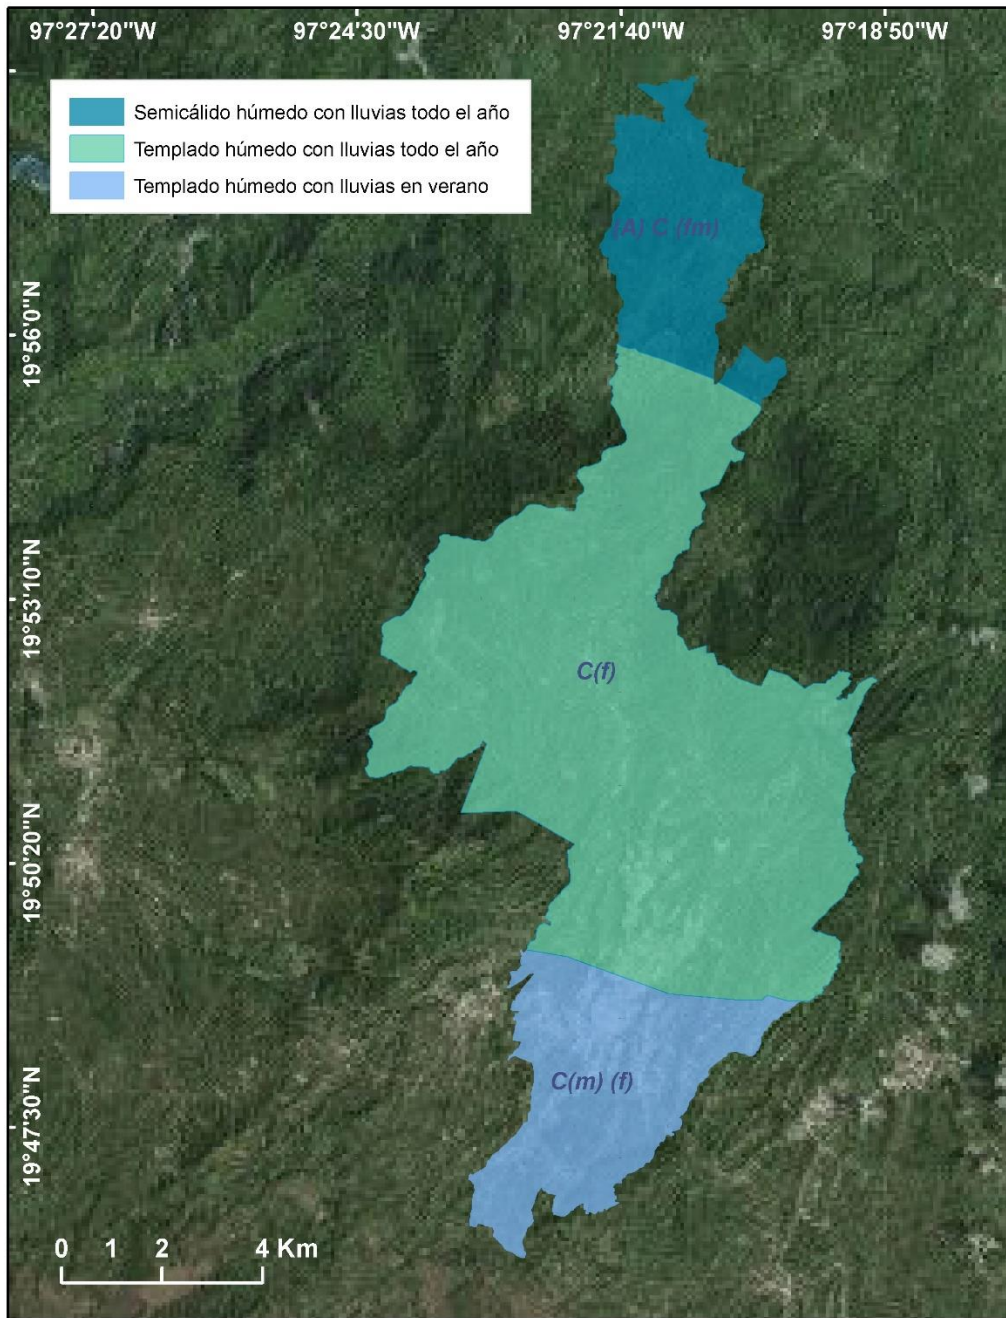 97°27'20"W 97°24'30"W 97°21'40"W 97°18'50"W
Semicálido húmedo con lluvias todo el año
Templado húmedo con lluvias todo el año
Templado húmedo con lluvias en verano
(A) C (fm)
19°56'0"N
19°53'10"N
C(f)
19°50'20"N
C(m) (f)
19°47'30"N
0 1 2 4 Km